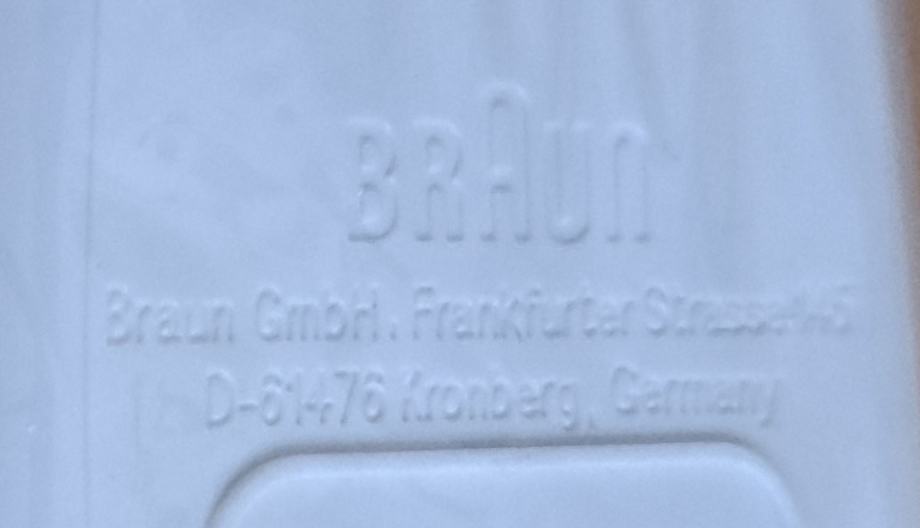 BRAUN
Braun GmbH, Frankfurter Strasse 145
D-61476 Kronberg, Germany